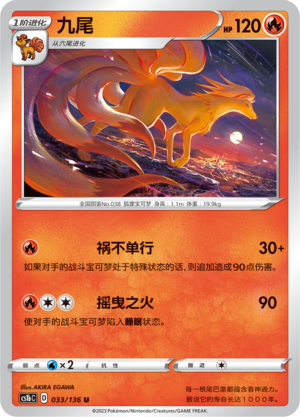 1阶进化
九尾
HP 120
从六尾进化
全国图鉴No.038 狐狸宝可梦 身高：1.1m 体重：19.9kg
祸不单行 30+
如果对手的战斗宝可梦处于特殊状态的话，则追加造成90点伤害。
摇曳之火 90
使对手的战斗宝可梦陷入睡眠状态。
弱点 ×2 抵抗力 撤退
Illus.AKIRA EGAWA
CS1b C D 033/136 U
每一根尾巴都蕴含着神通力。
据说它的寿命长达1000年。
©2023 Pokémon/Nintendo/Creatures/GAME FREAK.